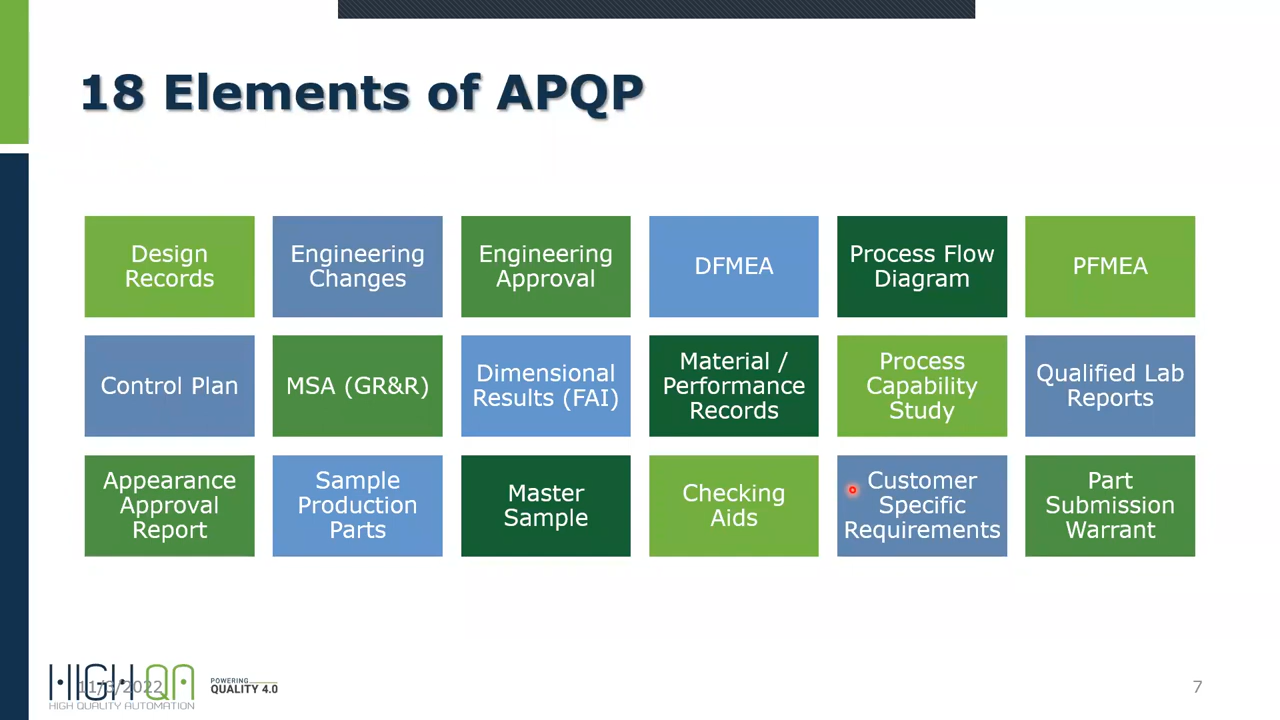 18 Elements of APQP
Design
Records
Engineering
Changes
Engineering
Approval
DFMEA
Process Flow
Diagram
PFMEA
Control Plan
MSA (GR&R)
Dimensional
Results (FAI)
Material /
Performance
Records
Process
Capability
Study
Qualified Lab
Reports
Appearance
Approval
Report
Sample
Production
Parts
Master
Sample
Checking
Aids
Customer
Specific
Requirements
Part
Submission
Warrant
HIGH QA
HIGH QUALITY AUTOMATION
11/3/2022
POWERING
QUALITY 4.0
7